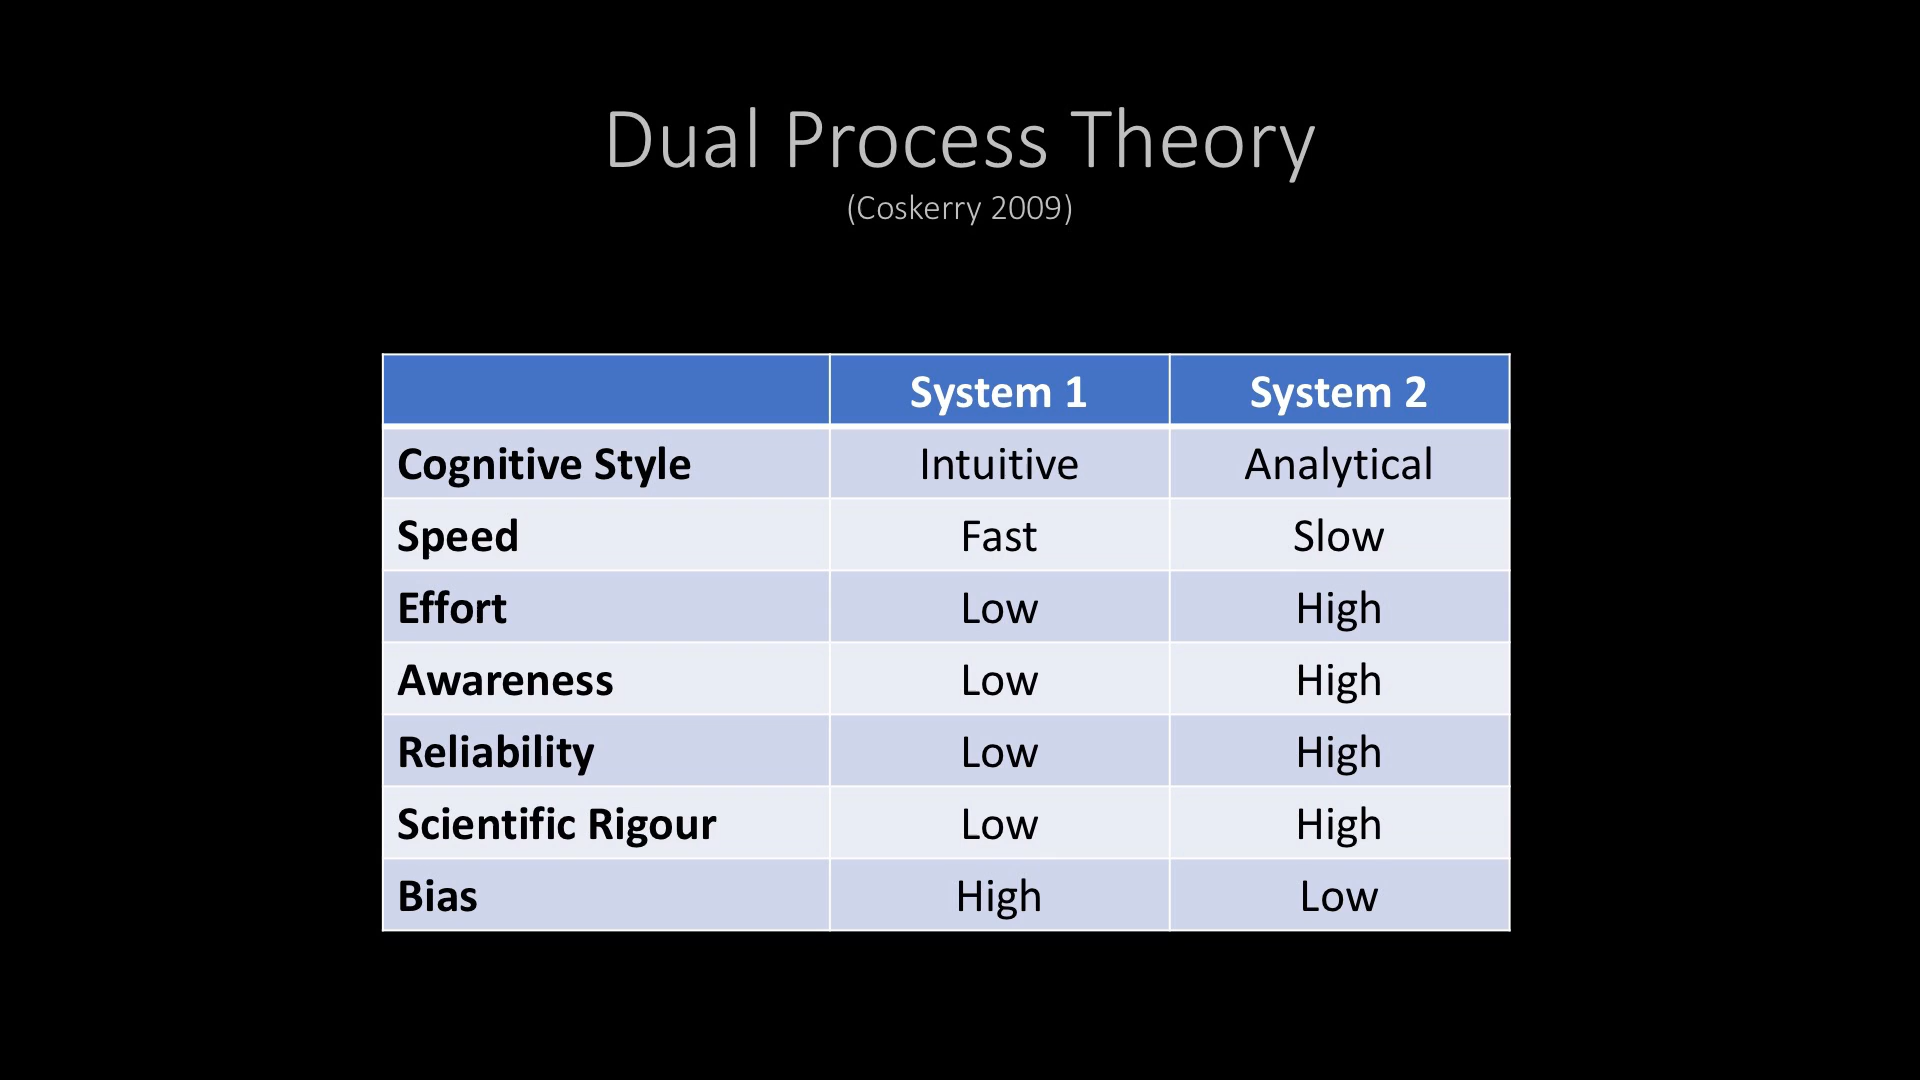 Dual Process Theory
(Coskerry 2009)
System 1 System 2
Cognitive Style Intuitive Analytical
Speed Fast Slow
Effort Low High
Awareness Low High
Reliability Low High
Scientific Rigour Low High
Bias High Low